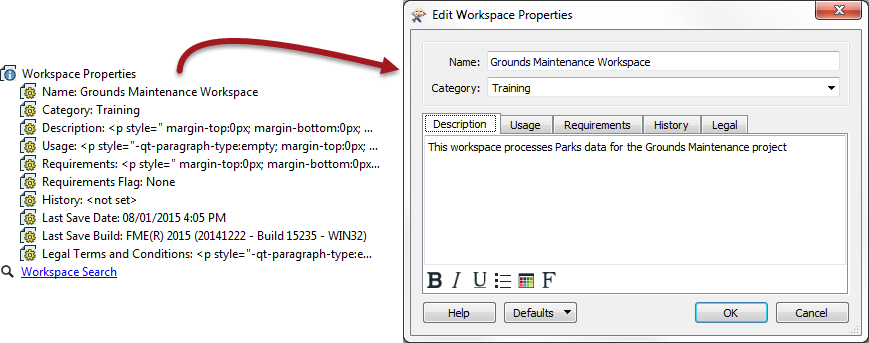 Workspace Properties
Name: Grounds Maintenance Workspace
Category: Training
Description: <p style=" margin-top:0px; margin-bottom:0px; ...
Usage: <p style="-qt-paragraph-type:empty; margin-top:0px; ...
Requirements: <p style=" margin-top:0px; margin-bottom:0px...
Requirements Flag: None
History: <not set>
Last Save Date: 08/01/2015 4:05 PM
Last Save Build: FME(R) 2015 (20141222 - Build 15235 - WIN32)
Legal Terms and Conditions: <p style="-qt-paragraph-type:e...
Workspace Search
Edit Workspace Properties
Name: Grounds Maintenance Workspace
Category: Training
Description Usage Requirements History Legal
This workspace processes Parks data for the Grounds Maintenance project
B I U F
Help Defaults OK Cancel